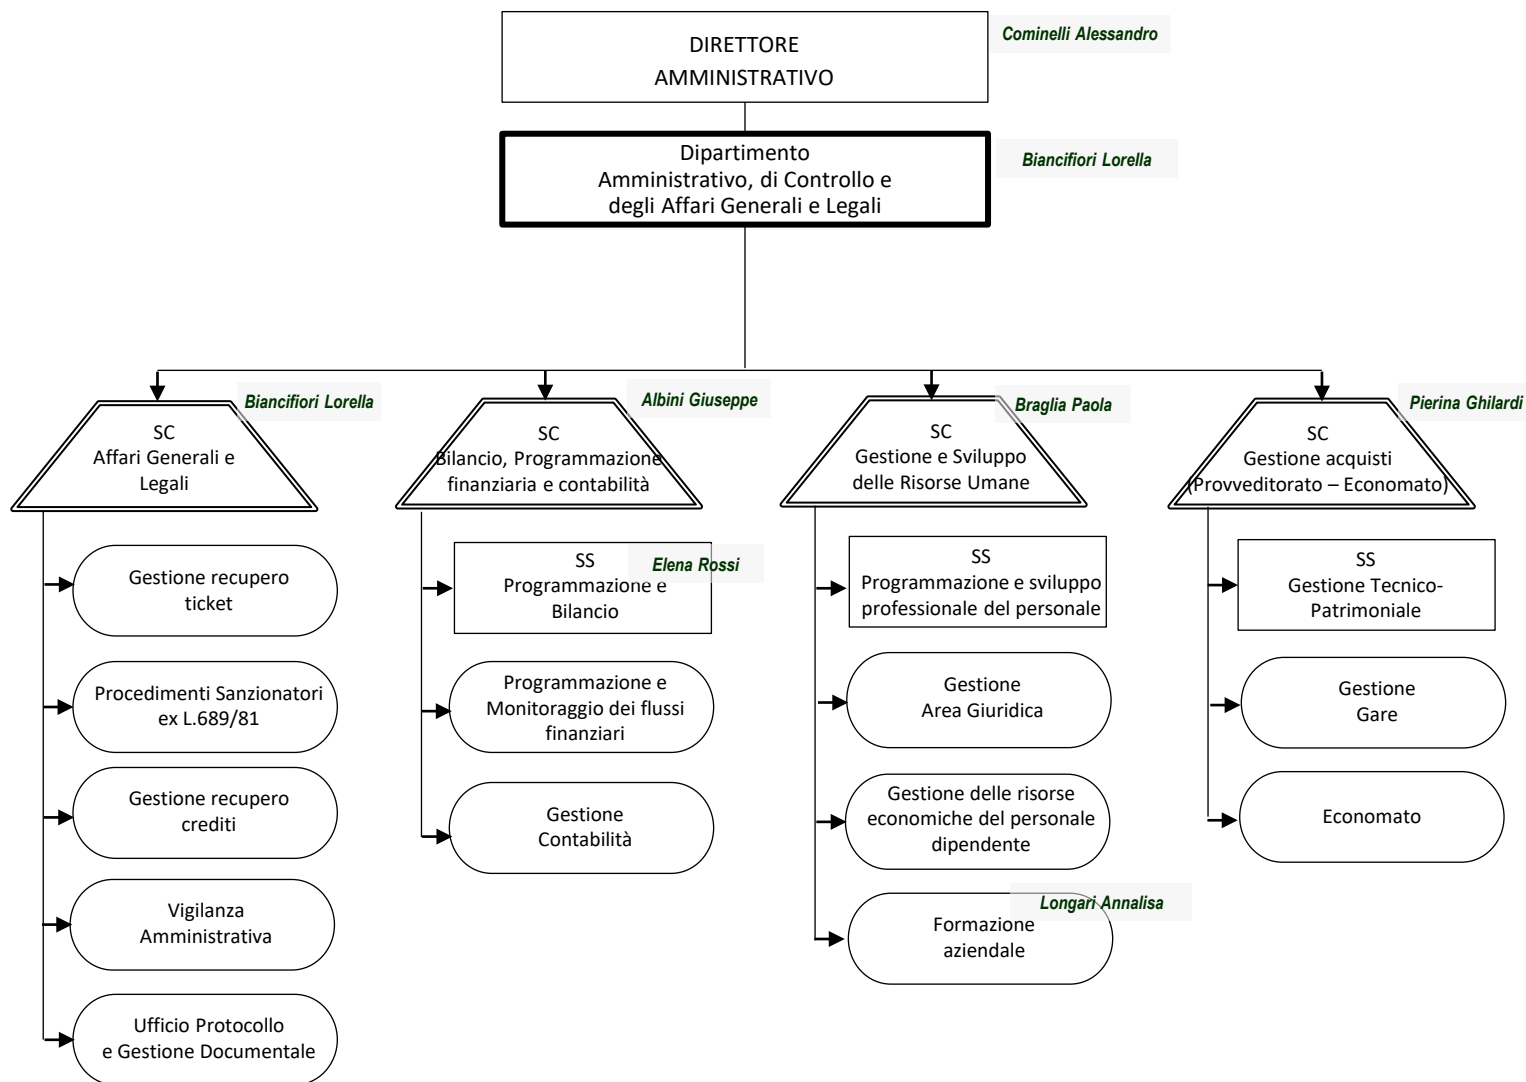 DIRETTORE
AMMINISTRATIVO
Cominelli Alessandro
Dipartimento
Amministrativo, di Controllo e
degli Affari Generali e Legali
Biancifiori Lorella
Biancifiori Lorella
SC
Affari Generali e
Legali
Gestione recupero
ticket
Procedimenti Sanzionatori
ex L.689/81
Gestione recupero
crediti
Vigilanza
Amministrativa
Ufficio Protocollo
e Gestione Documentale
Albini Giuseppe
SC
Bilancio, Programmazione
finanziaria e contabilità
Elena Rossi
SS
Programmazione e
Bilancio
Programmazione e
Monitoraggio dei flussi
finanziari
Gestione
Contabilità
Braglia Paola
SC
Gestione e Sviluppo
delle Risorse Umane
SS
Programmazione e sviluppo
professionale del personale
Gestione
Area Giuridica
Gestione delle risorse
economiche del personale
dipendente
Longari Annalisa
Formazione
aziendale
Pierina Ghilardi
SC
Gestione acquisti
(Provveditorato – Economato)
SS
Gestione Tecnico-
Patrimoniale
Gestione
Gare
Economato